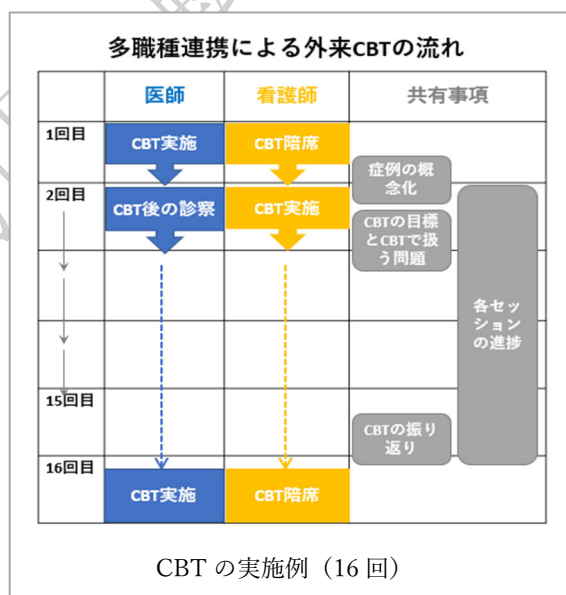 多職種連携による外来CBTの流れ
医師
看護師
共有事項
1回目
CBT実施
CBT陪席
症例の概
念化
2回目
CBT後の診察
CBT実施
CBTの目標
とCBTで扱
う問題
各セッ
ション
の進捗
15回目
CBTの振り
返り
16回目
CBT実施
CBT陪席
CBT の実施例（16 回）